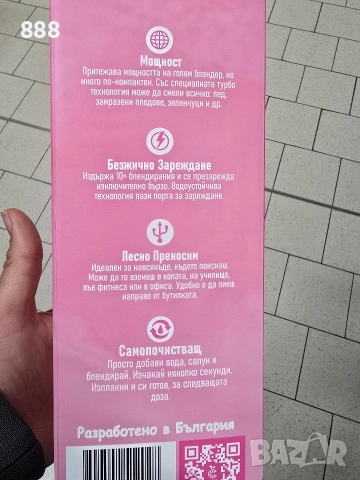 888
Мощност
Притежава мощността на голям блендер, но
много по-компактен. Със специалната турбо
технология може да смели всичко: лед,
замразени плодове, зеленчуци и др.
Безжично Зареждане
Издържа 10+ блендирания и се презарежда
изключително бързо. Водоустойчива
технология пази порта за зареждане.
Лесно Преносим
Идеален за навсякъде, където поискаш.
Може да го вземеш в колата, на училище,
във фитнеса или в офиса. Удобно е да пиеш
направо от бутилката.
Самопочистващ
Просто добави вода, сапун и
блендирай. Изчакай няколко секунди.
Изплакни и си готов, за следващата
доза.
Разработено в България
BAZAR